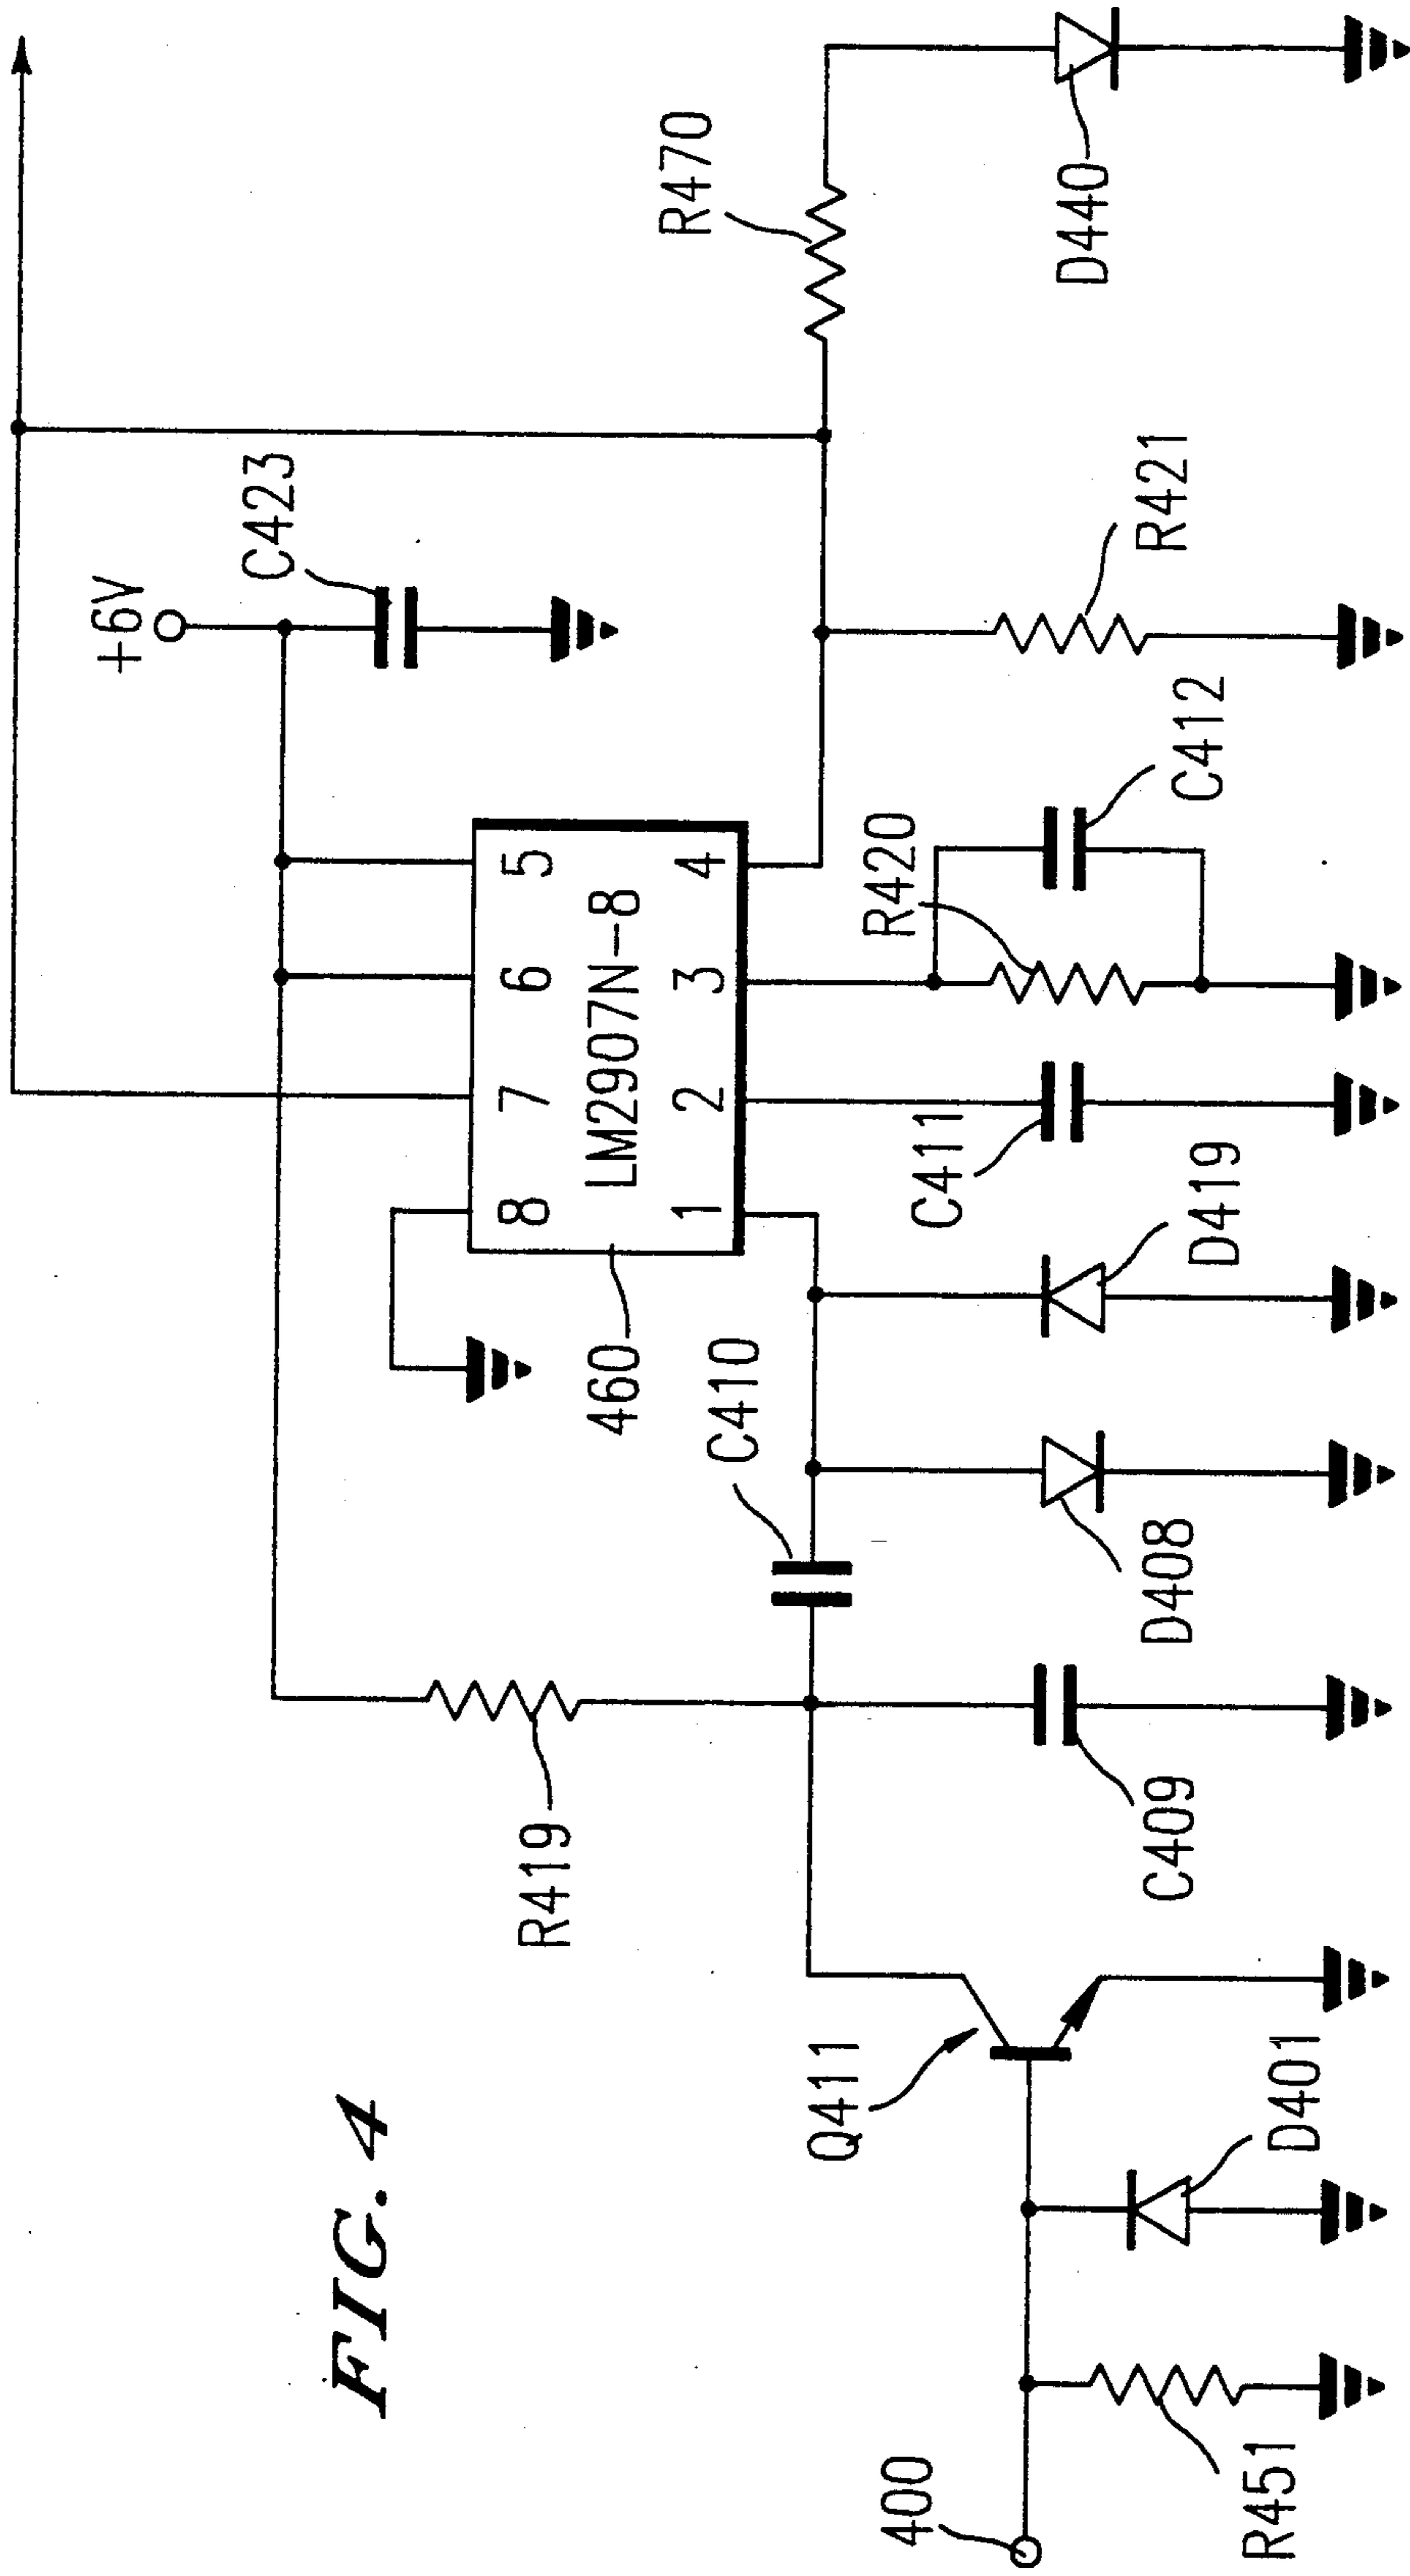 FIG. 4
+6V
C423
R419
8
7
6
5
LM2907N-8
1
2
3
4
460
R470
C410
Q411
R420
C411
C412
R421
D440
400
R451
D401
C409
D408
D419